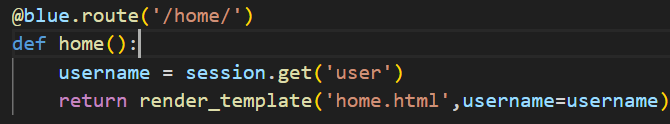 @blue.route('/home/')
def home():
    username = session.get('user')
    return render_template('home.html',username=username)